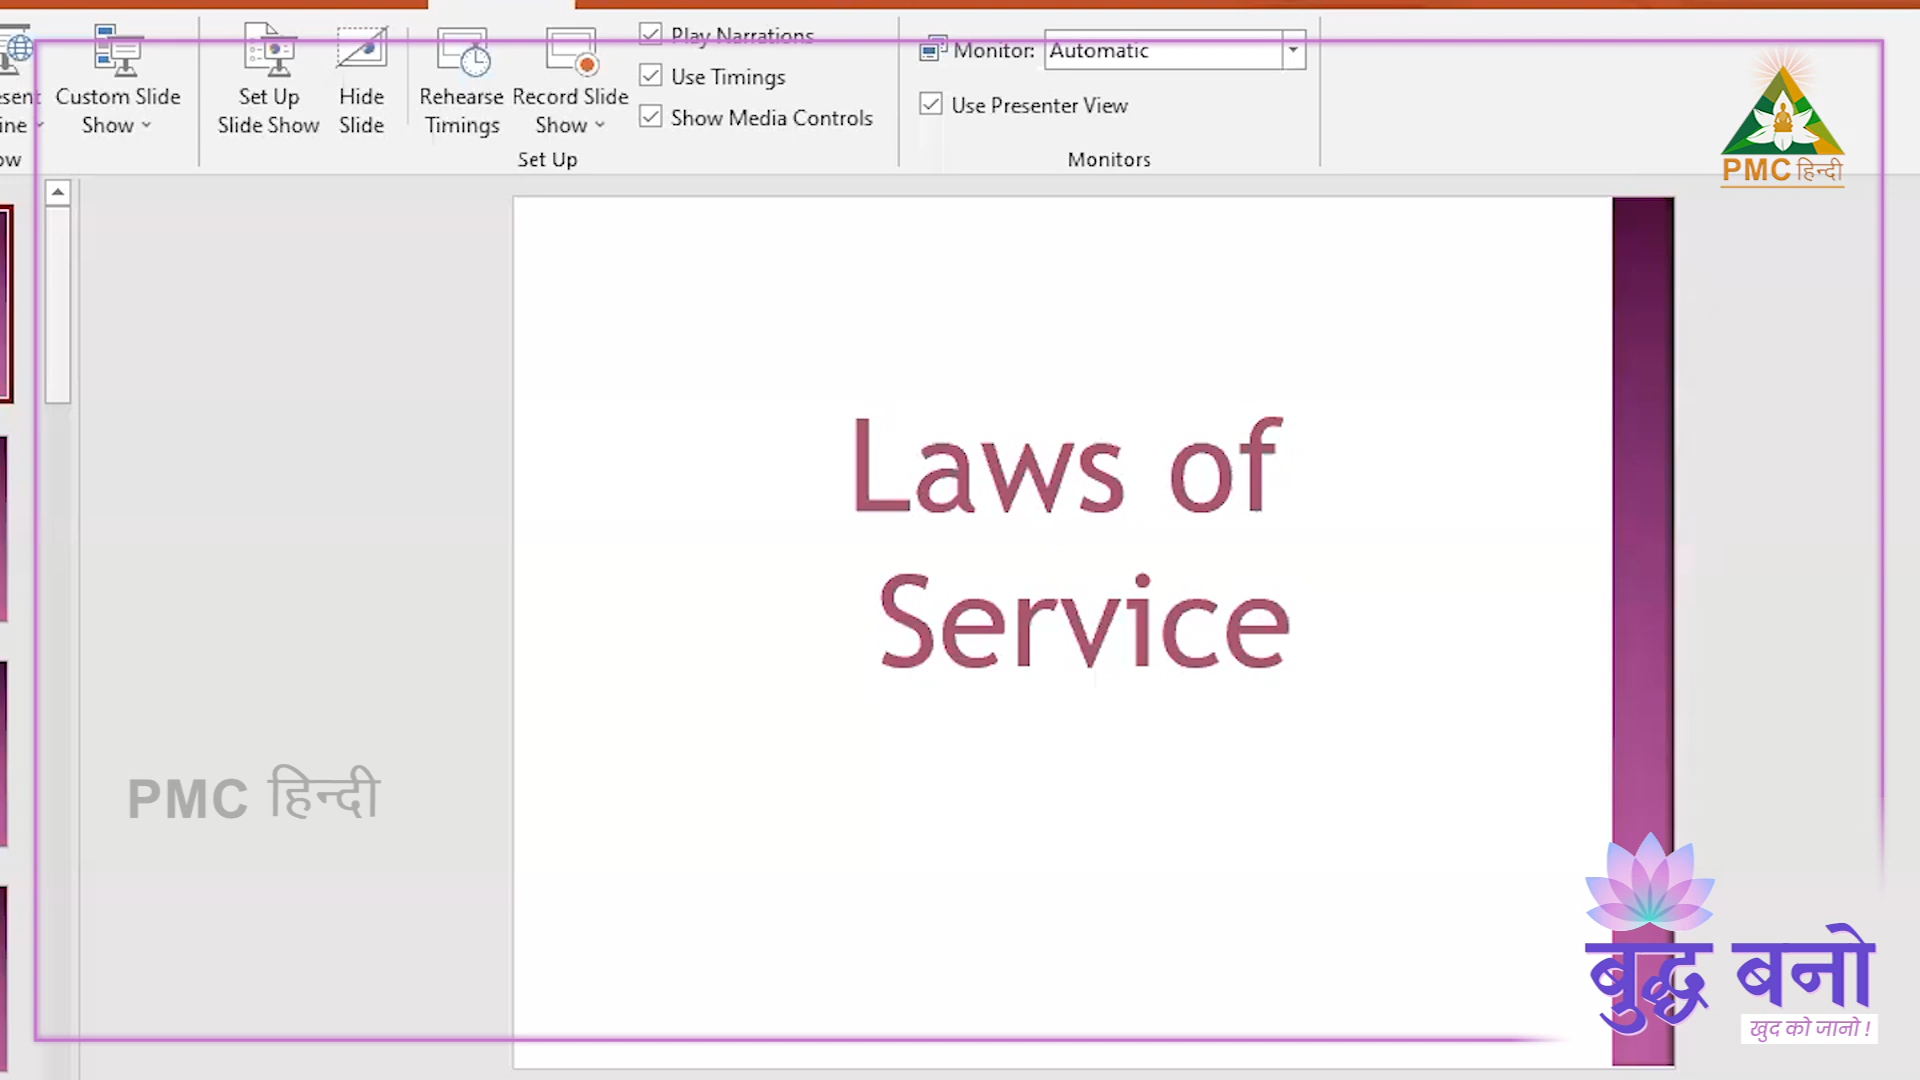 Play Narrations
Monitor: Automatic
Use Timings
Custom Slide Show
Set Up Slide Show
Hide Slide
Rehearse Timings
Record Slide Show
Use Presenter View
Show Media Controls
Set Up
Monitors
PMC हिन्दी
Laws of
Service
PMC हिन्दी
बुद्ध बनो
खुद को जानो !